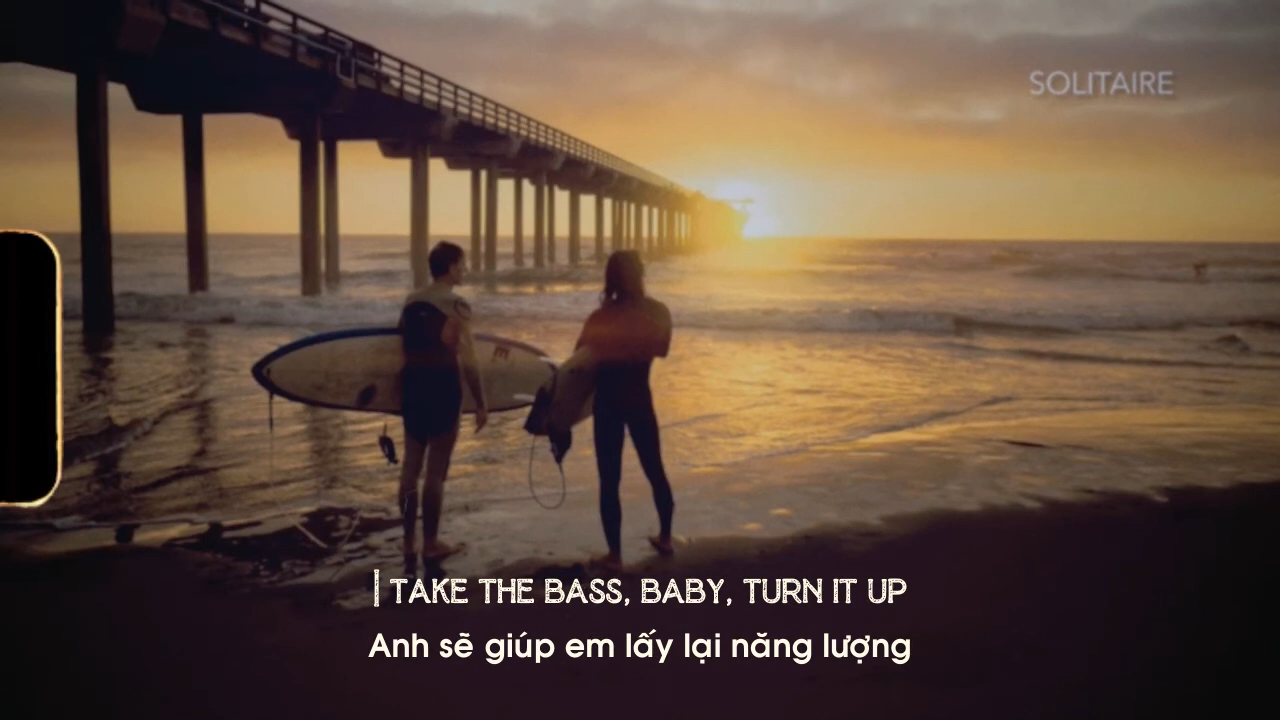 SOLITAIRE
I TAKE THE BASS, BABY, TURN IT UP
Anh sẽ giúp em lấy lại năng lượng